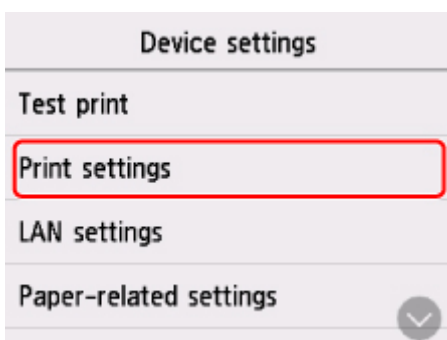 Device settings
Test print
Print settings
LAN settings
Paper-related settings